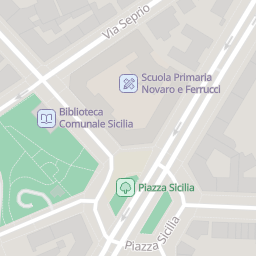 Via Seprio
Scuola Primaria
Novaro e Ferrucci
Biblioteca
Comunale Sicilia
Piazza Sicilia
Piazza Sicilia